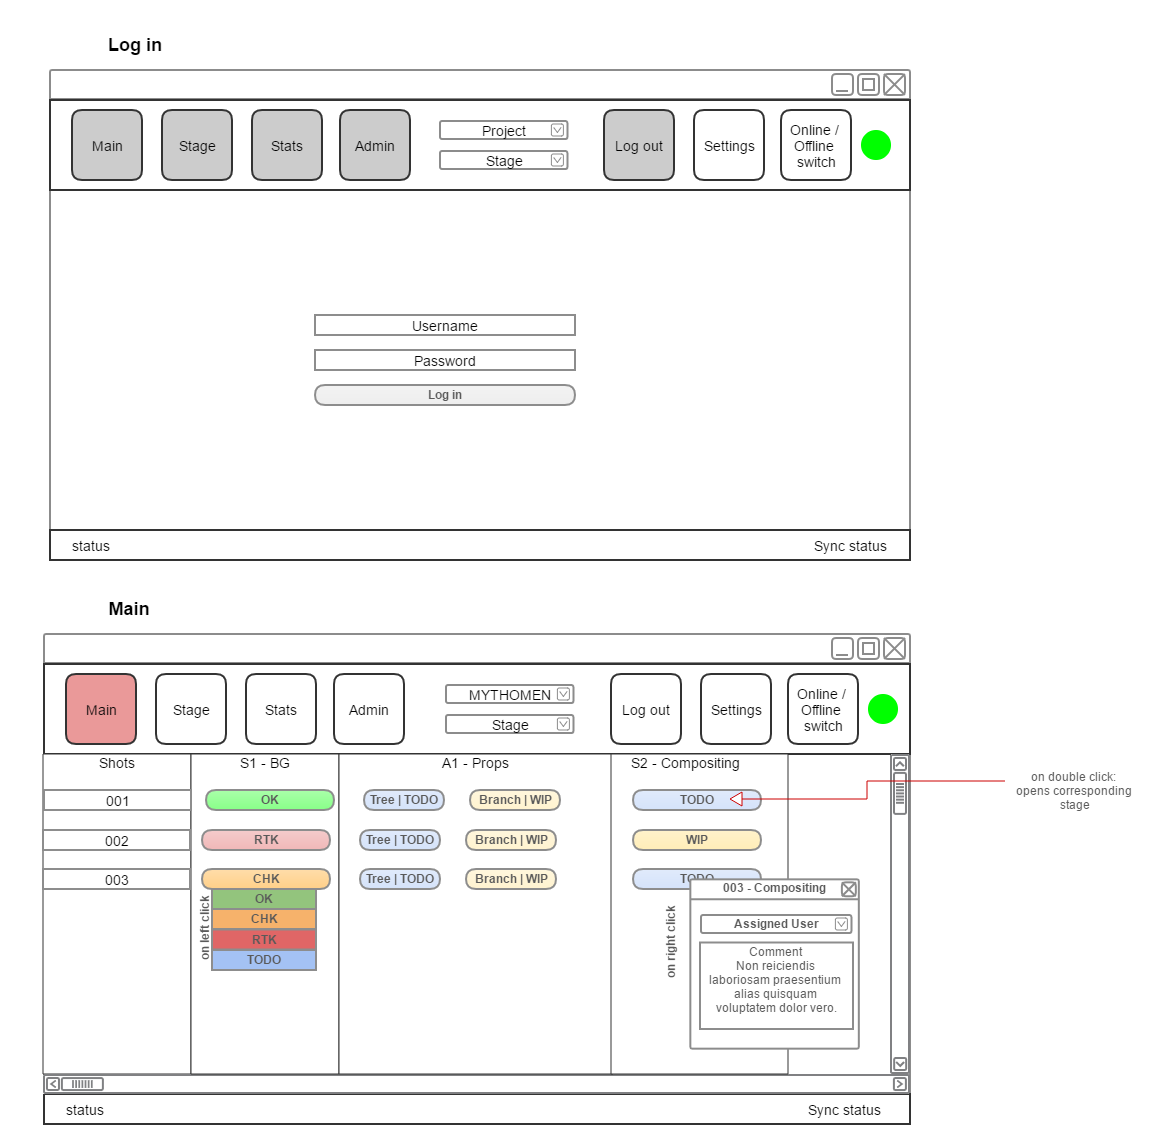 Log in
Main
Stage
Stats
Admin
Project
Stage
Log out
Settings
Online /
Offline
switch
Username
Password
Log in
status
Sync status
Main
Main
Stage
Stats
Admin
MYTHOMEN
Stage
Log out
Settings
Online /
Offline
switch
Shots
S1 - BG
A1 - Props
S2 - Compositing
001
OK
Tree | TODO
Branch | WIP
TODO
on double click:
opens corresponding
stage
002
RTK
Tree | TODO
Branch | WIP
WIP
003
CHK
Tree | TODO
Branch | WIP
TODO
on left click
OK
CHK
RTK
TODO
on right click
003 - Compositing
Assigned User
Comment
Non reiciendis
laboriosam praesentium
alias quisquam
voluptatem dolor vero.
status
Sync status